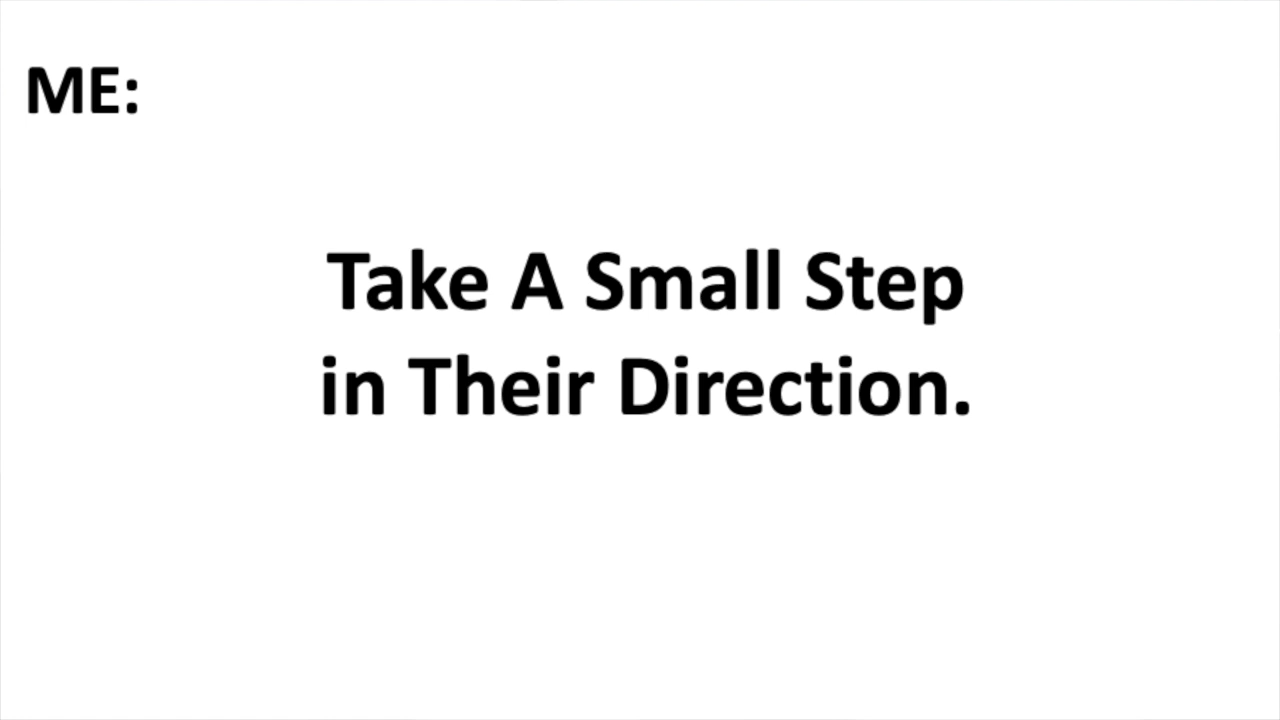 ME:
Take A Small Step
in Their Direction.